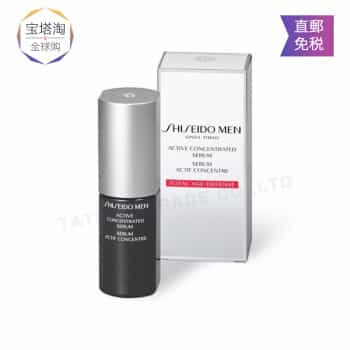 宝塔淘
全球购
直郵
免税
SHISEIDO MEN
GINZA TOKYO
ACTIVE CONCENTRATED
SERUM
SERUM
ACTIF CONCENTRÉ
TOTAL AGE DEFENSE
SHISEIDO MEN
ACTIVE
CONCENTRATED
SERUM
SERUM
ACTIF CONCENTRÉ